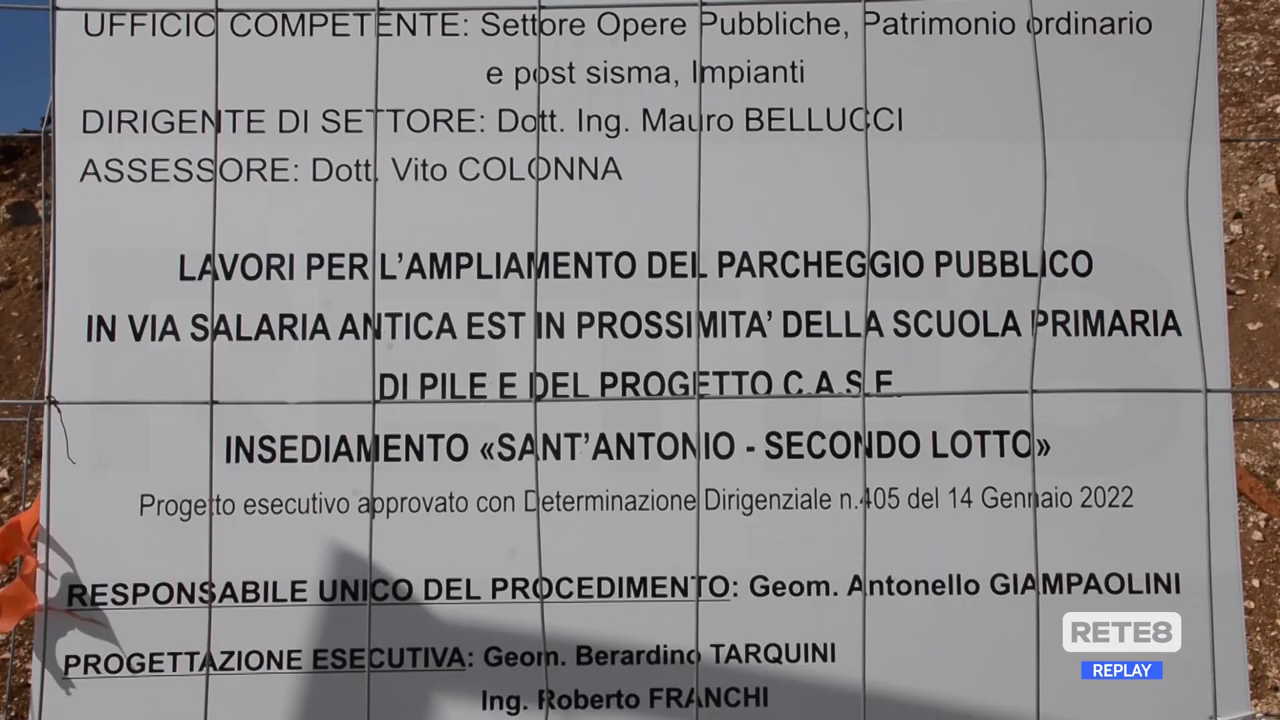 UFFICIO COMPETENTE: Settore Opere Pubbliche, Patrimonio ordinario
e post sisma, Impianti
DIRIGENTE DI SETTORE: Dott. Ing. Mauro BELLUCCI
ASSESSORE: Dott. Vito COLONNA
LAVORI PER L'AMPLIAMENTO DEL PARCHEGGIO PUBBLICO
IN VIA SALARIA ANTICA EST IN PROSSIMITA' DELLA SCUOLA PRIMARIA
DI PILE E DEL PROGETTO C.A.S.E.
INSEDIAMENTO «SANT'ANTONIO - SECONDO LOTTO»
Progetto esecutivo approvato con Determinazione Dirigenziale n.405 del 14 Gennaio 2022
RESPONSABILE UNICO DEL PROCEDIMENTO: Geom. Antonello GIAMPAOLINI
PROGETTAZIONE ESECUTIVA: Geom. Berardino TARQUINI
Ing. Roberto FRANCHI
RETE8
REPLAY